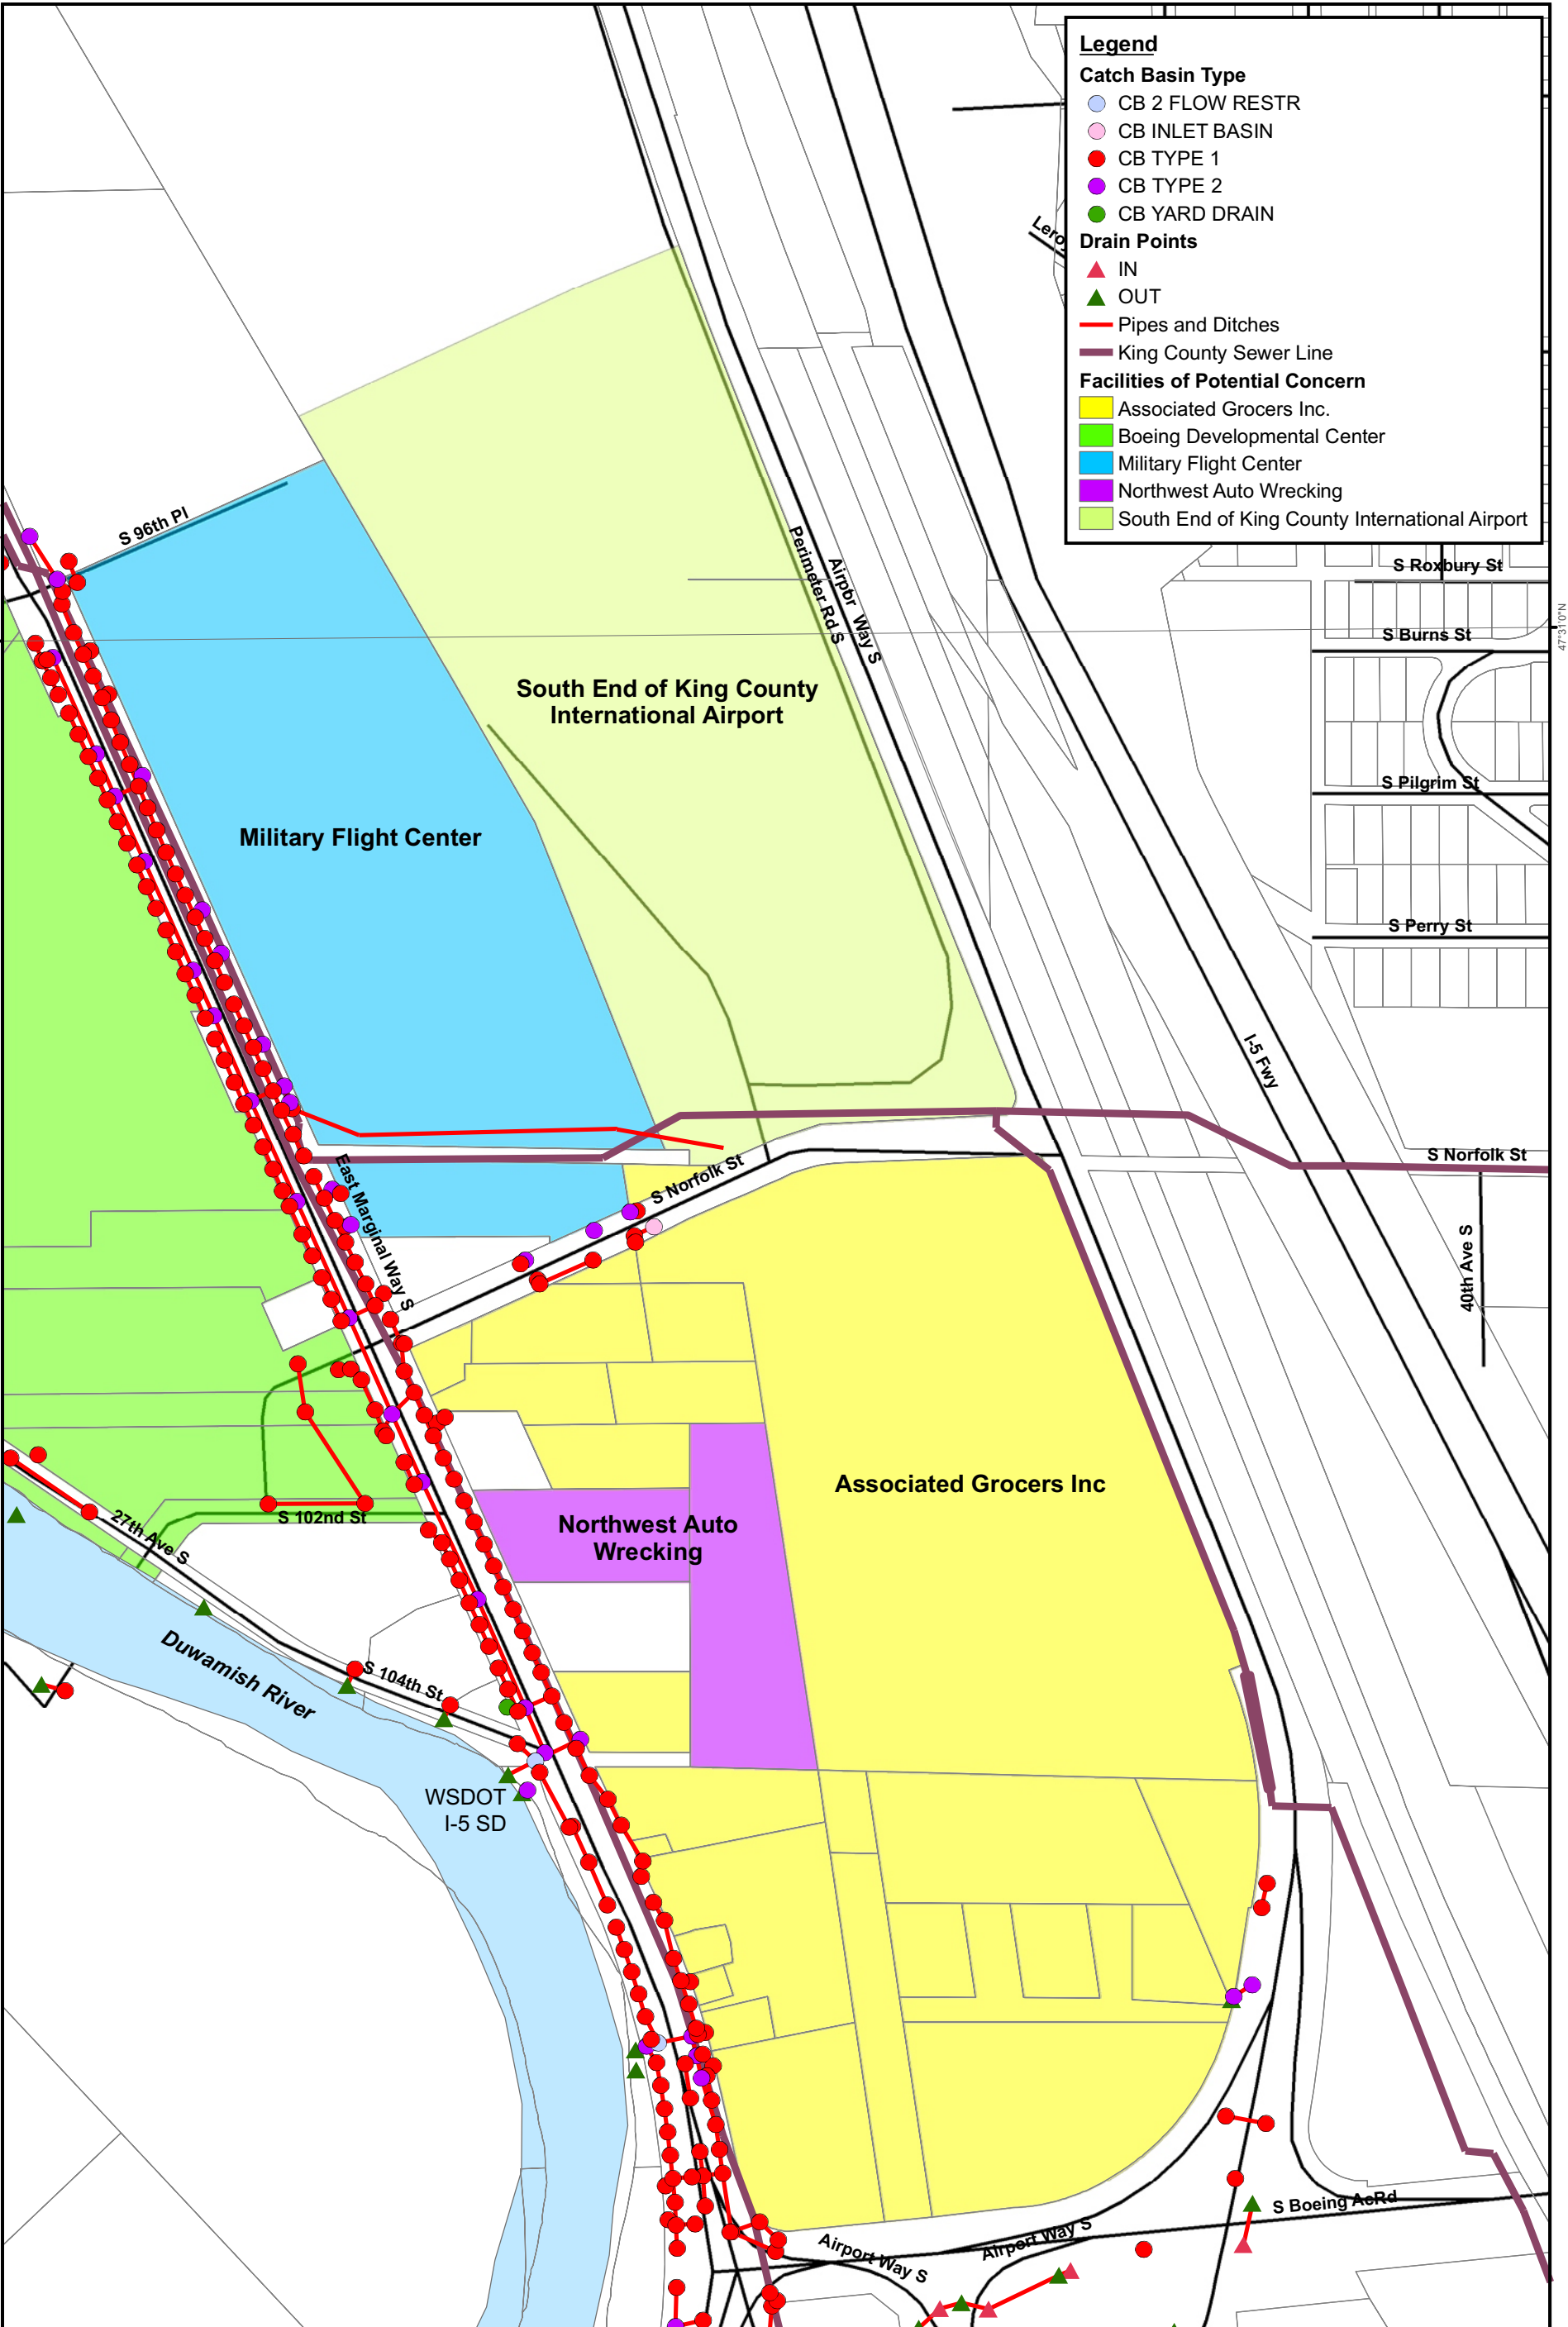 Legend
Catch Basin Type
CB 2 FLOW RESTR
CB INLET BASIN
CB TYPE 1
CB TYPE 2
CB YARD DRAIN
Drain Points
IN
OUT
Pipes and Ditches
King County Sewer Line
Facilities of Potential Concern
Associated Grocers Inc.
Boeing Developmental Center
Military Flight Center
Northwest Auto Wrecking
South End of King County International Airport
S 96th Pl
Perimeter Rd S
Airport Way S
S Roxbury St
47°31'0"N
S Burns St
South End of King County
International Airport
S Pilgrim St
Military Flight Center
S Perry St
I-5 Fwy
S Norfolk St
S Norfolk St
East Marginal Way S
40th Ave S
Associated Grocers Inc
Northwest Auto
Wrecking
S 102nd St
27th Ave S
Duwamish River
S 104th St
WSDOT
I-5 SD
S Boeing AcRd
Airport Way S
Airport Way S